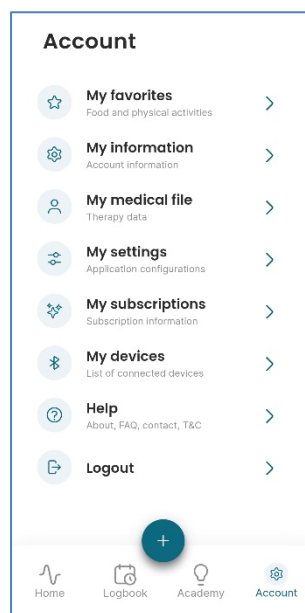 Account
My favorites
Food and physical activities
My information
Account information
My medical file
Therapy data
My settings
Application configurations
My subscriptions
Subscription information
My devices
List of connected devices
Help
About, FAQ, contact, T&C
Logout
Home
Logbook
Academy
Account